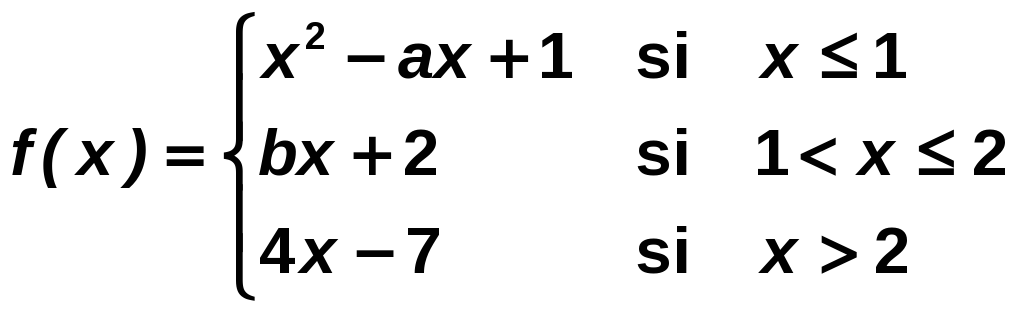 x² − ax + 1 si x ≤ 1
f(x) = { bx + 2 si 1 < x ≤ 2
4x − 7 si x > 2